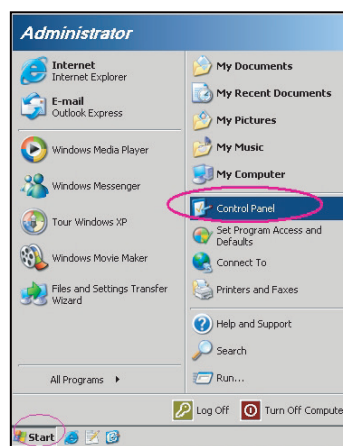 Administrator
Internet
Internet Explorer
E-mail
Outlook Express
Windows Media Player
Windows Messenger
Tour Windows XP
Windows Movie Maker
Files and Settings Transfer
Wizard
All Programs
My Documents
My Recent Documents
My Pictures
My Music
My Computer
Control Panel
Set Program Access and
Defaults
Connect To
Printers and Faxes
Help and Support
Search
Run...
Log Off
Turn Off Compute
Start